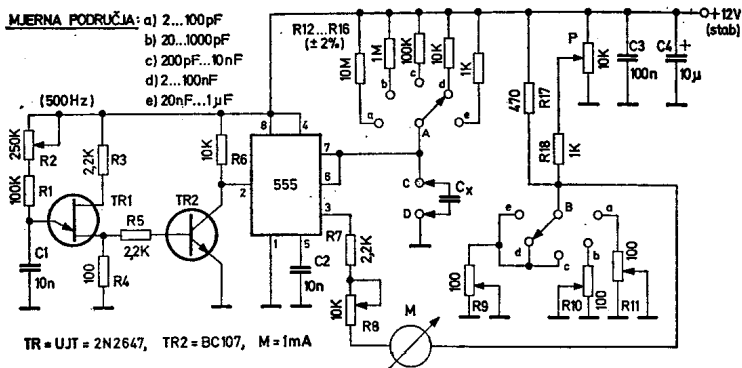 MJERNA PODRUČJA: a) 2...100pF
b) 20...1000pF
c) 200pF...10nF
d) 2...100nF
e) 20nF...1µF
R12...R16
(±2%)
10M
1M
100K
10K
1K
a
b
c
d
e
A
+12V
(stab)
P
10K
C3
100n
C4
+
10µ
470
R17
R18
1K
(500Hz)
250K
R2
100K
R1
2,2K
R3
10K
R6
8
4
7
6
2
3
1
5
555
TR1
TR2
R5
2,2K
R4
100
C1
10n
C2
10n
R7
2,2K
10K
R8
C
D
Cx
M
e
B
a
d
c
b
100
R9
R10
100
100
R11
TR = UJT = 2N2647, TR2 = BC107, M = 1mA